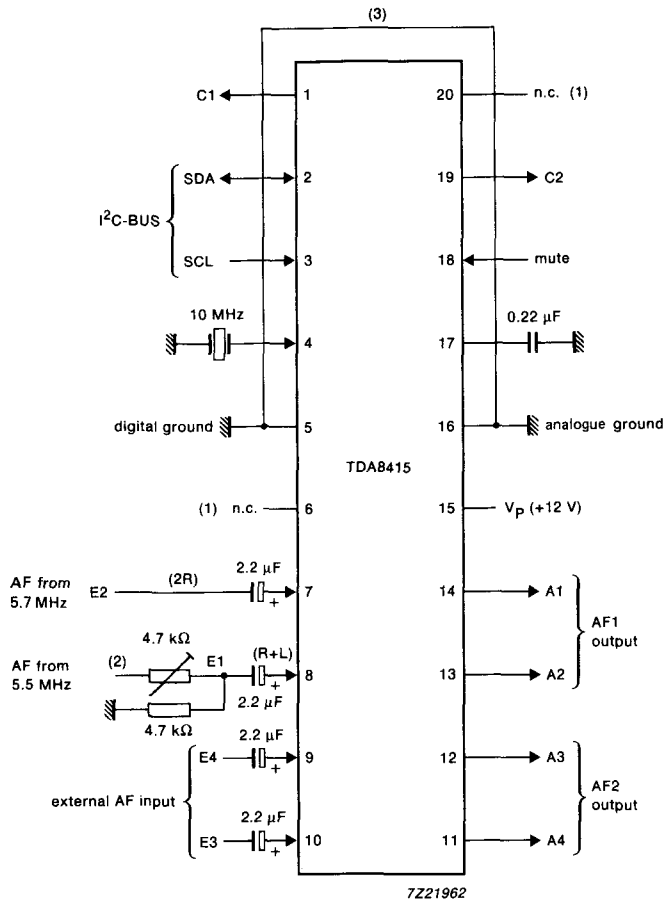 (3)
C1 1 20 n.c. (1)
SDA 2 19 C2
I²C-BUS
SCL 3 18 mute
10 MHz 0.22 µF
4 17
digital ground 5 16 analogue ground
TDA8415
(1) n.c. 6 15 Vₚ (+12 V)
2.2 µF
AF from
5.7 MHz E2 (2R) + 7 14 A1
AF1
output
4.7 kΩ
AF from
5.5 MHz (2) E1 (R+L) + 8 13 A2
2.2 µF
4.7 kΩ
2.2 µF
E4 + 9 12 A3
external AF input
AF2
output
2.2 µF
E3 + 10 11 A4
7Z21962